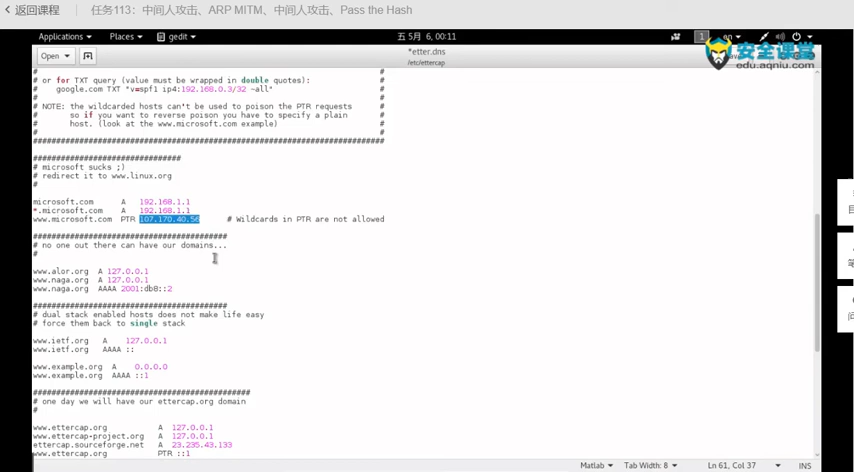 返回课程 任务113：中间人攻击、ARP MITM、中间人攻击、Pass the Hash
Applications Places gedit 五 5月 6, 00:11 1 en
安全课堂
edu.aqniu.com
Open *etter.dns
/etc/ettercap
#
# or for TXT query (value must be wrapped in double quotes): #
# google.com TXT "v=spf1 ip4:192.168.0.3/32 ~all" #
# #
# NOTE: the wildcarded hosts can't be used to poison the PTR requests #
# so if you want to reverse poison you have to specify a plain #
# host. (look at the www.microsoft.com example) #
# #
############################################################################
################################
# microsoft sucks ;)
# redirect it to www.linux.org
#
microsoft.com A 192.168.1.1
*.microsoft.com A 192.168.1.1
www.microsoft.com PTR 107.170.40.56 # Wildcards in PTR are not allowed
##########################################
# no one out there can have our domains...
#
www.alor.org A 127.0.0.1
www.naga.org A 127.0.0.1
www.naga.org AAAA 2001:db8::2
##########################################
# dual stack enabled hosts does not make life easy
# force them back to single stack
www.ietf.org A 127.0.0.1
www.ietf.org AAAA ::
www.example.org A 0.0.0.0
www.example.org AAAA ::1
###############################################
# one day we will have our ettercap.org domain
#
www.ettercap.org A 127.0.0.1
www.ettercap-project.org A 127.0.0.1
ettercap.sourceforge.net A 23.235.43.133
www.ettercap.org PTR ::1
Matlab Tab Width: 8 Ln 61, Col 37 INS